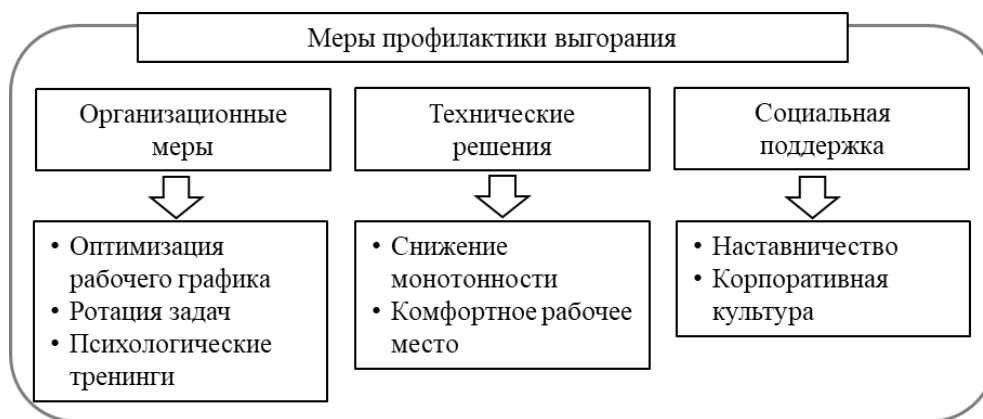 Меры профилактики выгорания
Организационные
меры
Технические
решения
Социальная
поддержка
• Оптимизация
рабочего графика
• Ротация задач
• Психологические
тренинги
• Снижение
монотонности
• Комфортное рабочее
место
• Наставничество
• Корпоративная
культура